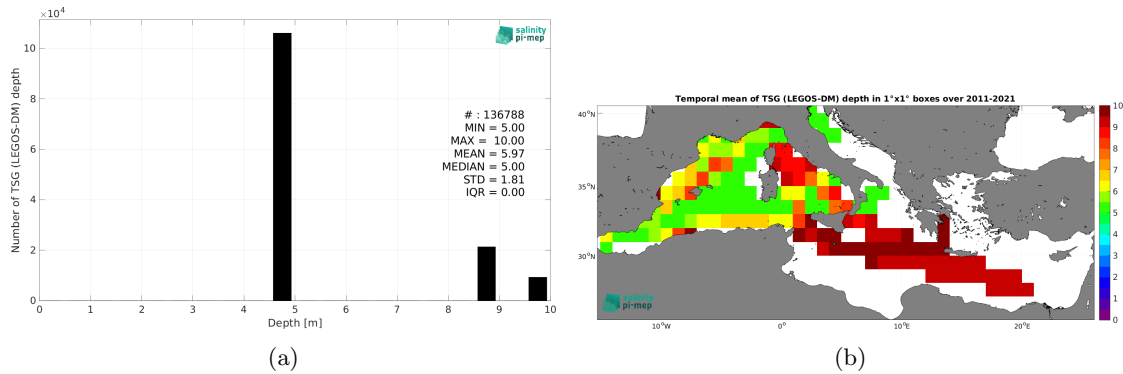 ×10⁴
10
8
6
4
2
0
Number of TSG (LEGOS-DM) depth
salinity
pi-mep
# : 136788
MIN = 5.00
MAX = 10.00
MEAN = 5.97
MEDIAN = 5.00
STD = 1.81
IQR = 0.00
0 1 2 3 4 5 6 7 8 9 10
Depth [m]
(a)
Temporal mean of TSG (LEGOS-DM) depth in 1°x1° boxes over 2011-2021
40°N
35°N
30°N
10°W 0° 10°E 20°E
salinity
pi-mep
10
9
8
7
6
5
4
3
2
1
0
(b)